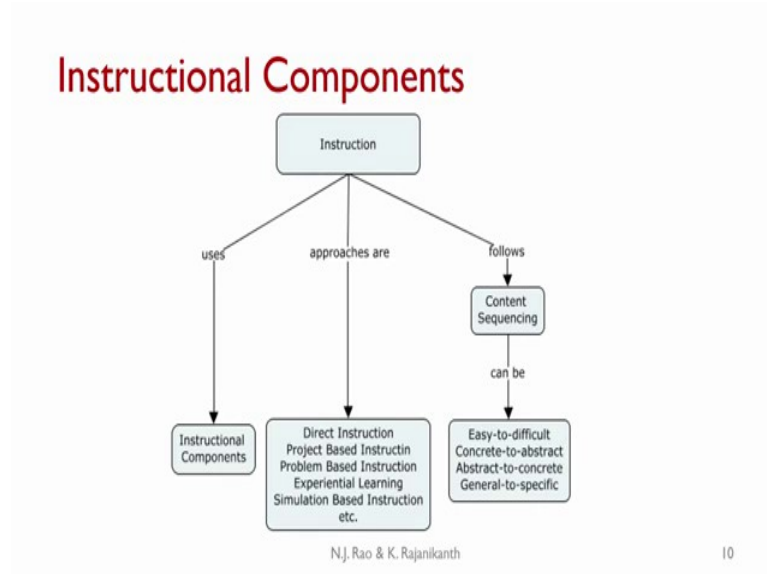 Instructional Components
Instruction
uses
approaches are
follows
Content
Sequencing
can be
Instructional
Components
Direct Instruction
Project Based Instructin
Problem Based Instruction
Experiential Learning
Simulation Based Instruction
etc.
Easy-to-difficult
Concrete-to-abstract
Abstract-to-concrete
General-to-specific
N.J. Rao & K. Rajanikanth
10